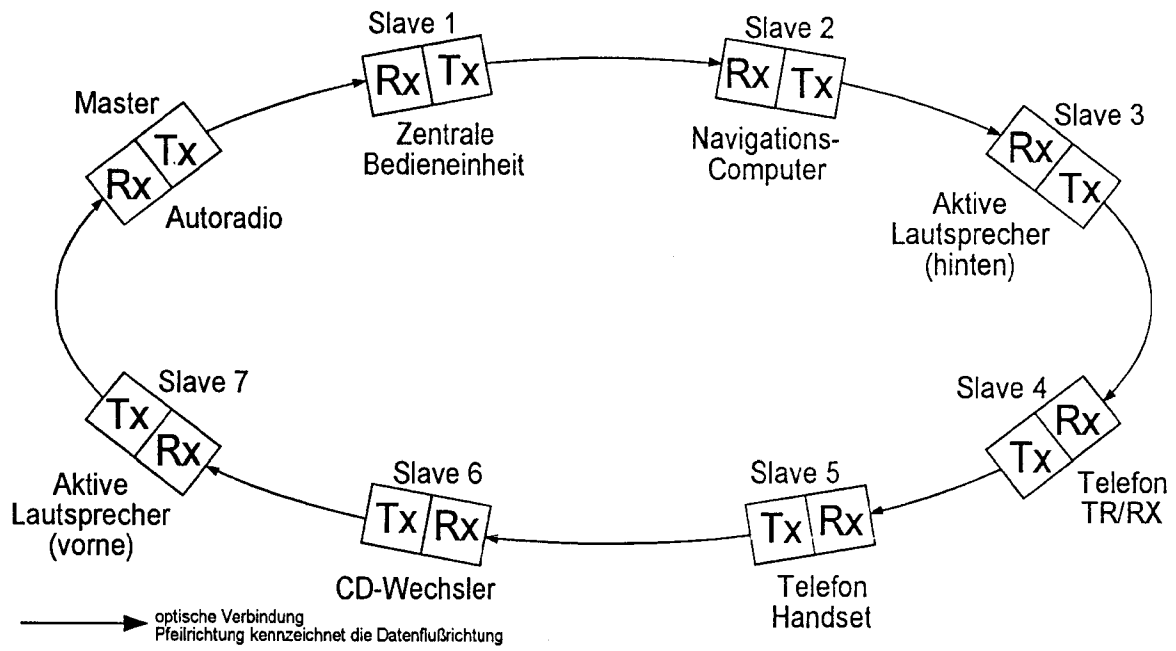 Slave 1
Rx Tx
Zentrale
Bedieneinheit
Slave 2
Rx Tx
Navigations-
Computer
Slave 3
Rx
Tx
Aktive
Lautsprecher
(hinten)
Master
Tx
Rx
Autoradio
Slave 4
Rx
Tx
Telefon
TR/RX
Slave 5
Tx Rx
Telefon
Handset
Slave 6
Tx Rx
CD-Wechsler
Slave 7
Tx
Rx
Aktive
Lautsprecher
(vorne)
optische Verbindung
Pfeilrichtung kennzeichnet die Datenflußrichtung